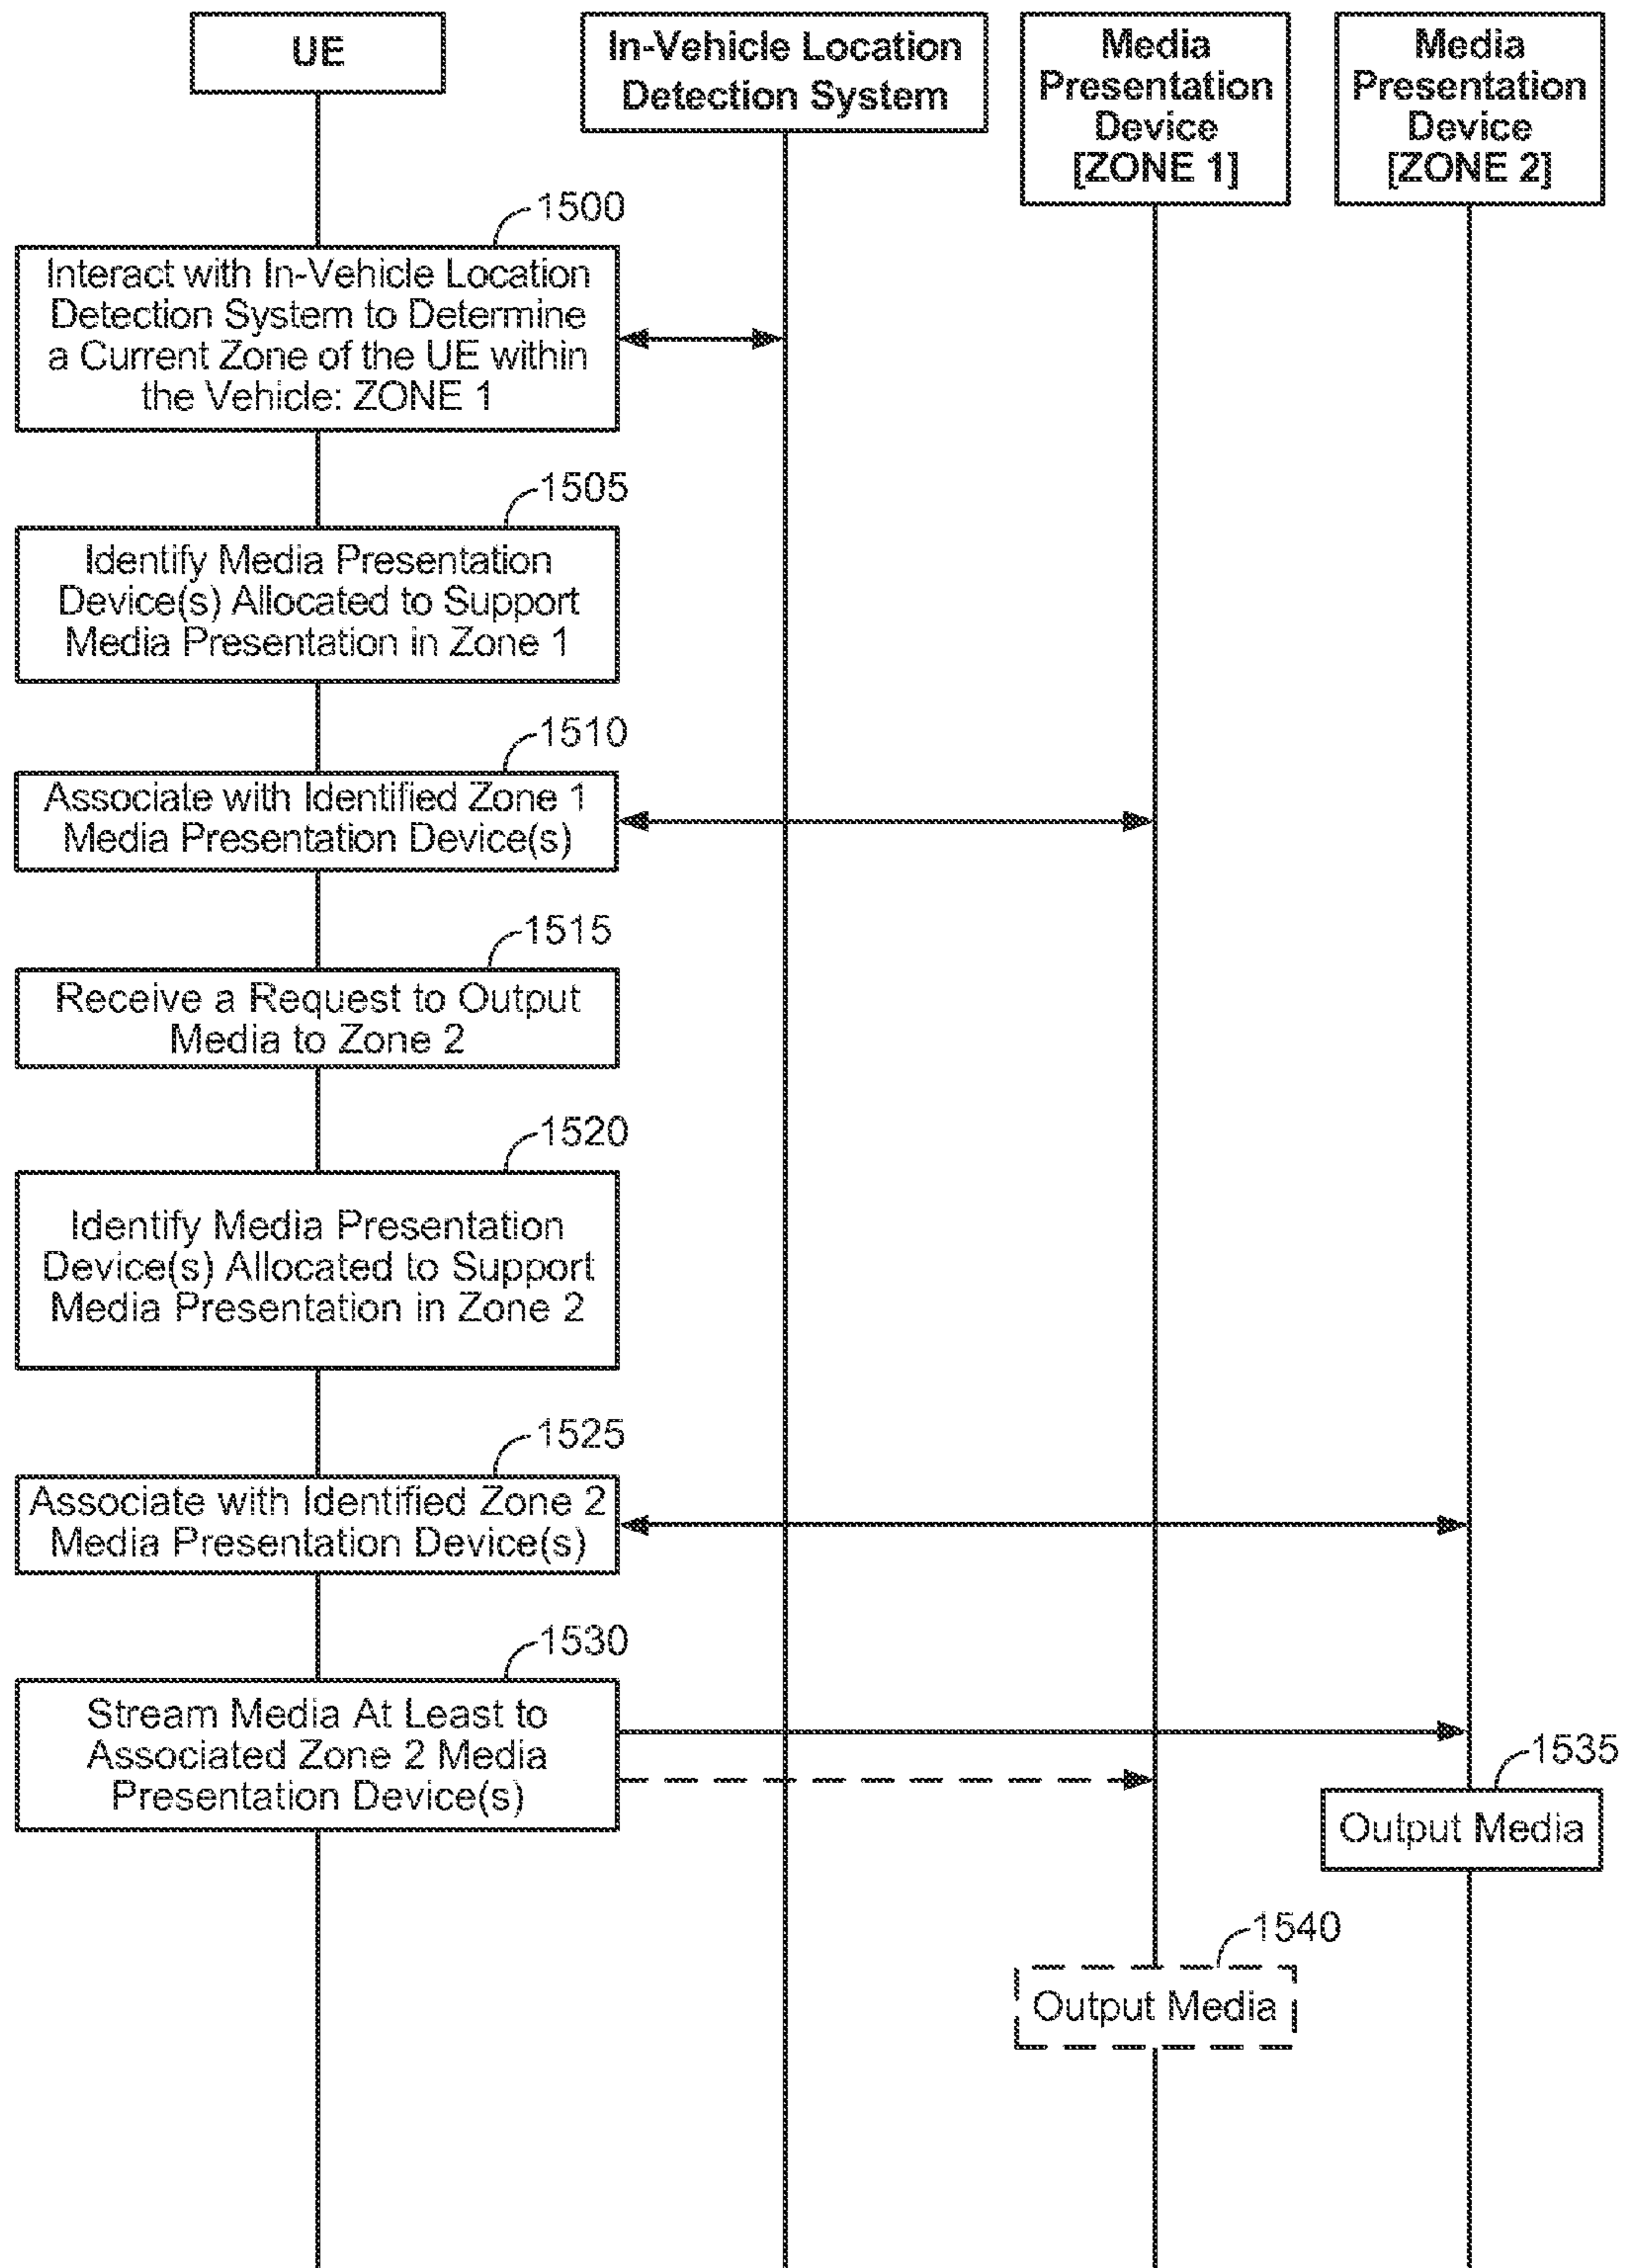 UE
In-Vehicle Location
Detection System
Media
Presentation
Device
[ZONE 1]
Media
Presentation
Device
[ZONE 2]
1500
Interact with In-Vehicle Location
Detection System to Determine
a Current Zone of the UE within
the Vehicle: ZONE 1
1505
Identify Media Presentation
Device(s) Allocated to Support
Media Presentation in Zone 1
1510
Associate with Identified Zone 1
Media Presentation Device(s)
1515
Receive a Request to Output
Media to Zone 2
1520
Identify Media Presentation
Device(s) Allocated to Support
Media Presentation in Zone 2
1525
Associate with Identified Zone 2
Media Presentation Device(s)
1530
Stream Media At Least to
Associated Zone 2 Media
Presentation Device(s)
1535
Output Media
1540
Output Media